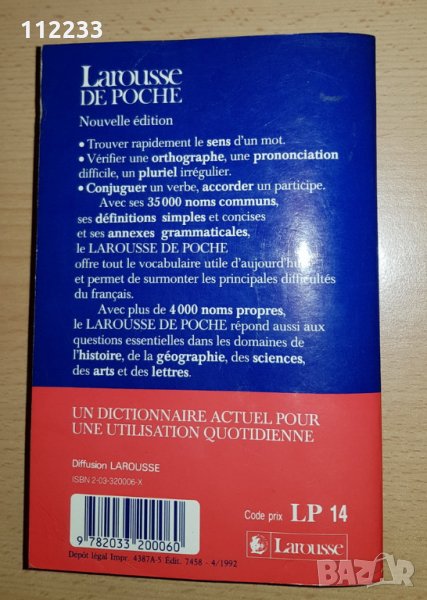 112233
Larousse
DE POCHE
Nouvelle édition
• Trouver rapidement le sens d'un mot.
• Vérifier une orthographe, une prononciation
difficile, un pluriel irrégulier.
• Conjuguer un verbe, accorder un participe.
Avec ses 35 000 noms communs,
ses définitions simples et concises
et ses annexes grammaticales,
le LAROUSSE DE POCHE
offre tout le vocabulaire utile d'aujourd'hui
et permet de surmonter les principales difficultés
du français.
Avec plus de 4 000 noms propres,
le LAROUSSE DE POCHE répond aussi aux
questions essentielles dans les domaines de
l'histoire, de la géographie, des sciences,
des arts et des lettres.
UN DICTIONNAIRE ACTUEL POUR
UNE UTILISATION QUOTIDIENNE
Diffusion LAROUSSE
ISBN 2-03-320006-X
Code prix LP 14
9 782033 200060
Larousse
Dépôt légal Impr. 4387A-5 Édit. 7458 - 4/1992
BAZAR